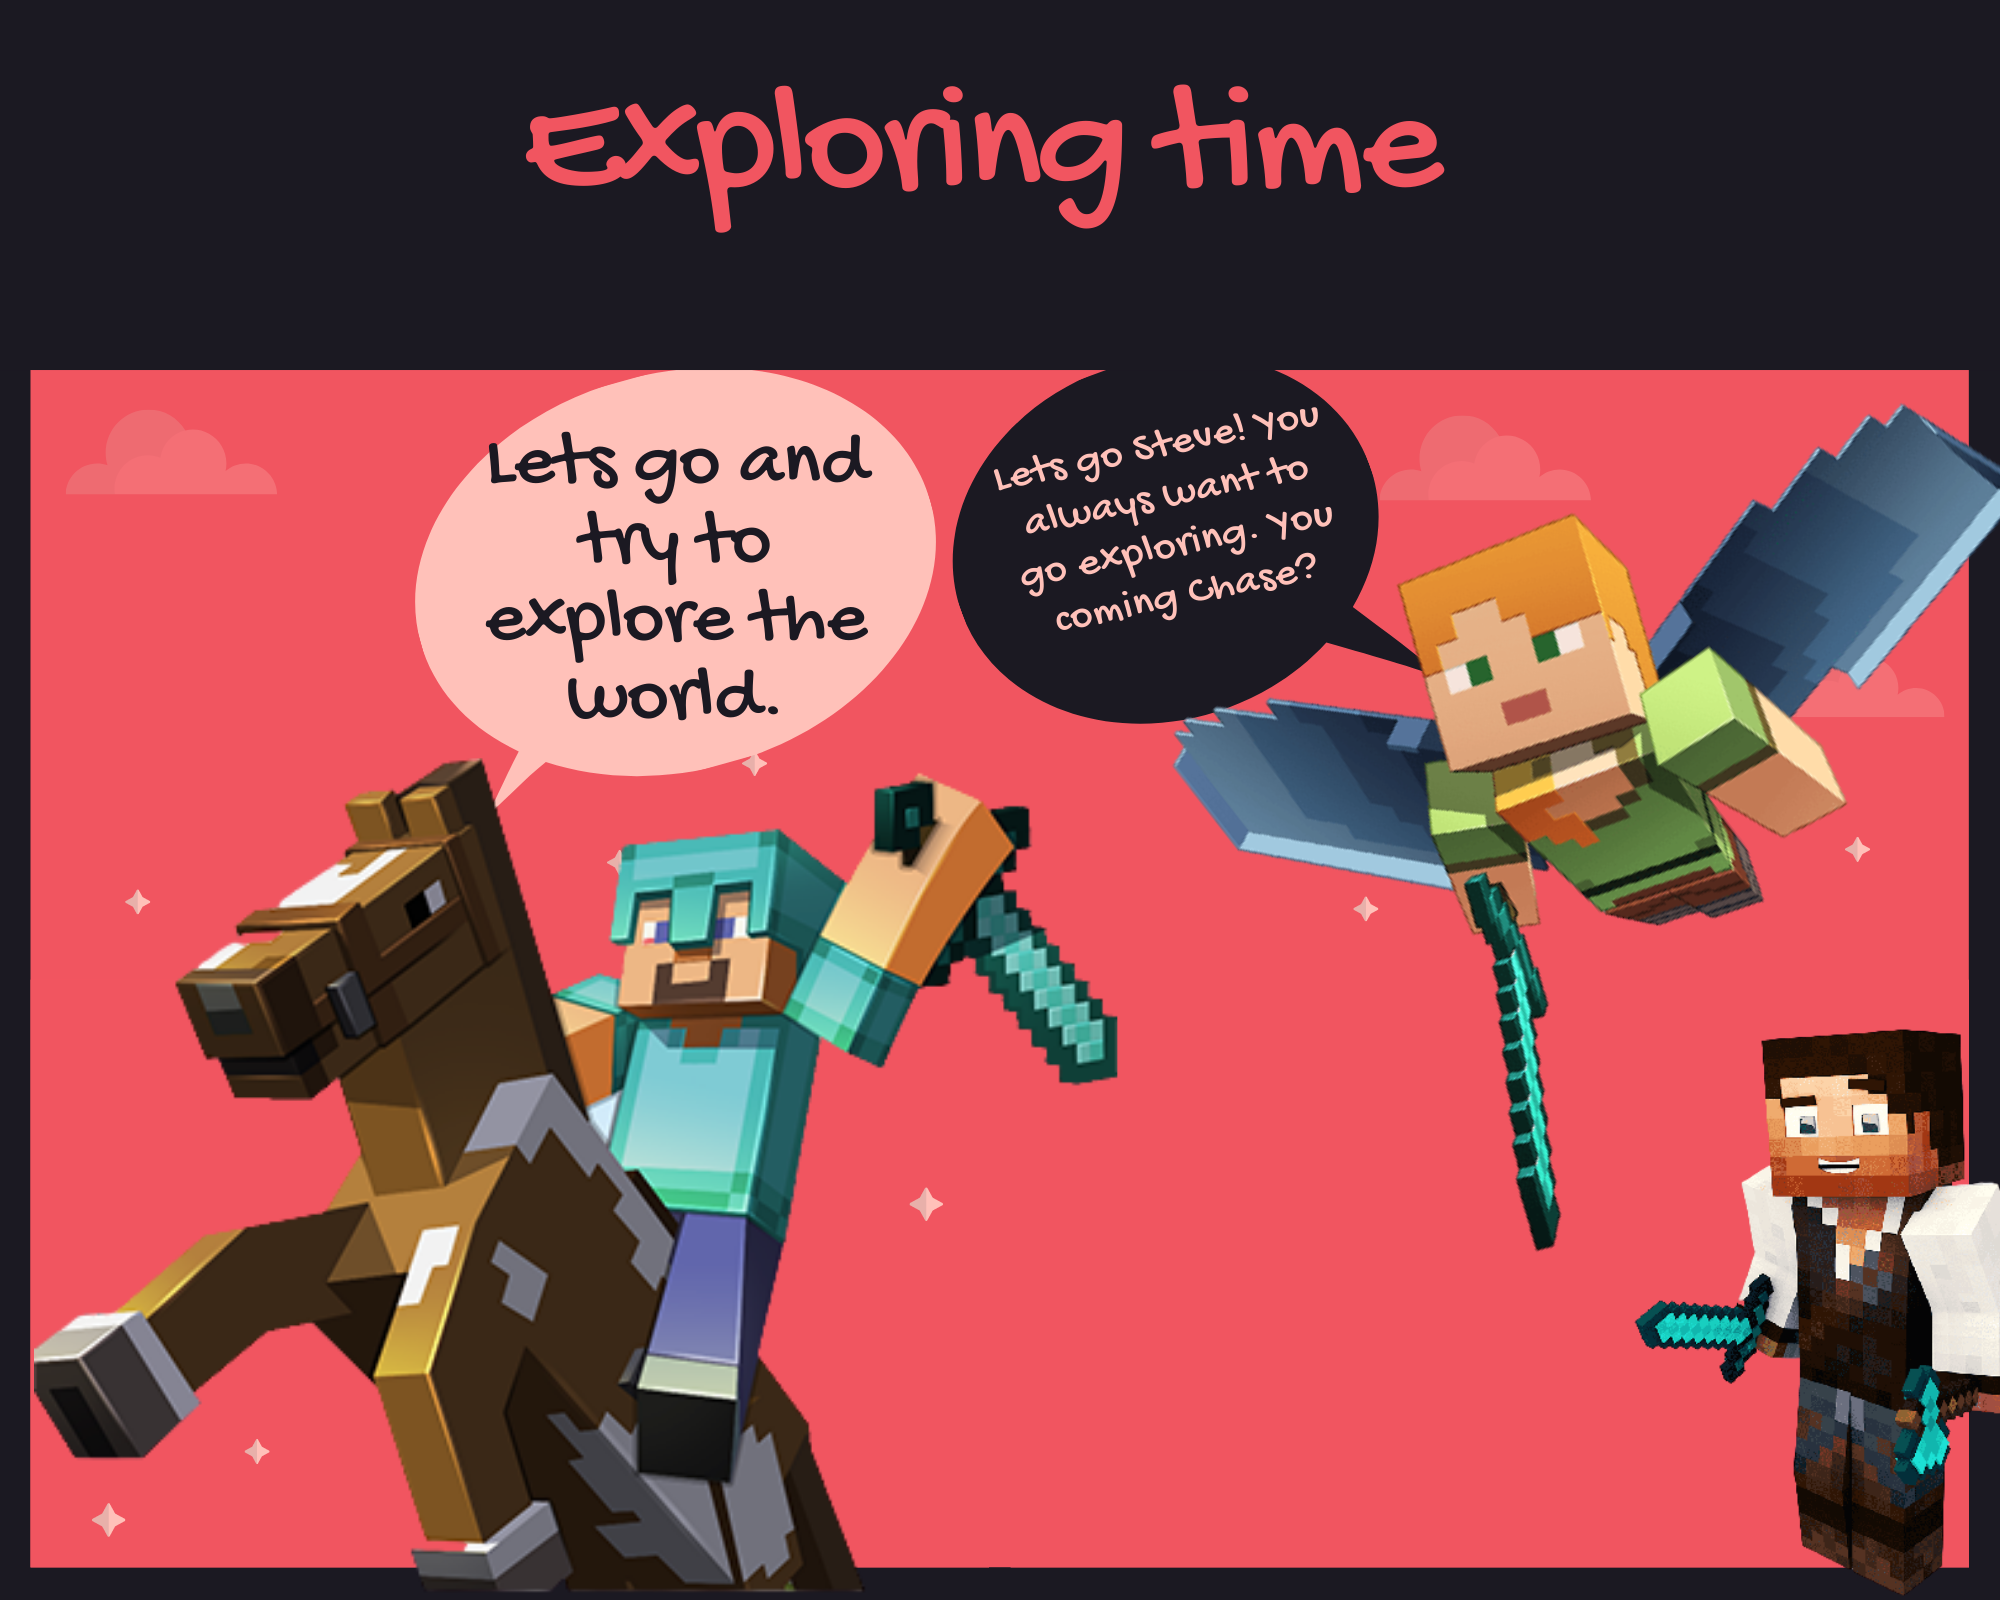 Exploring time
Lets go and
try to
explore the
world.
Lets go Steve! You
always want to
go exploring. You
coming Chase?